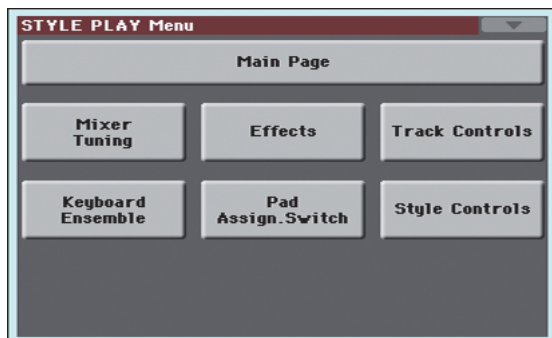 STYLE PLAY Menu
Main Page
Mixer
Tuning
Effects
Track Controls
Keyboard
Ensemble
Pad
Assign.Switch
Style Controls